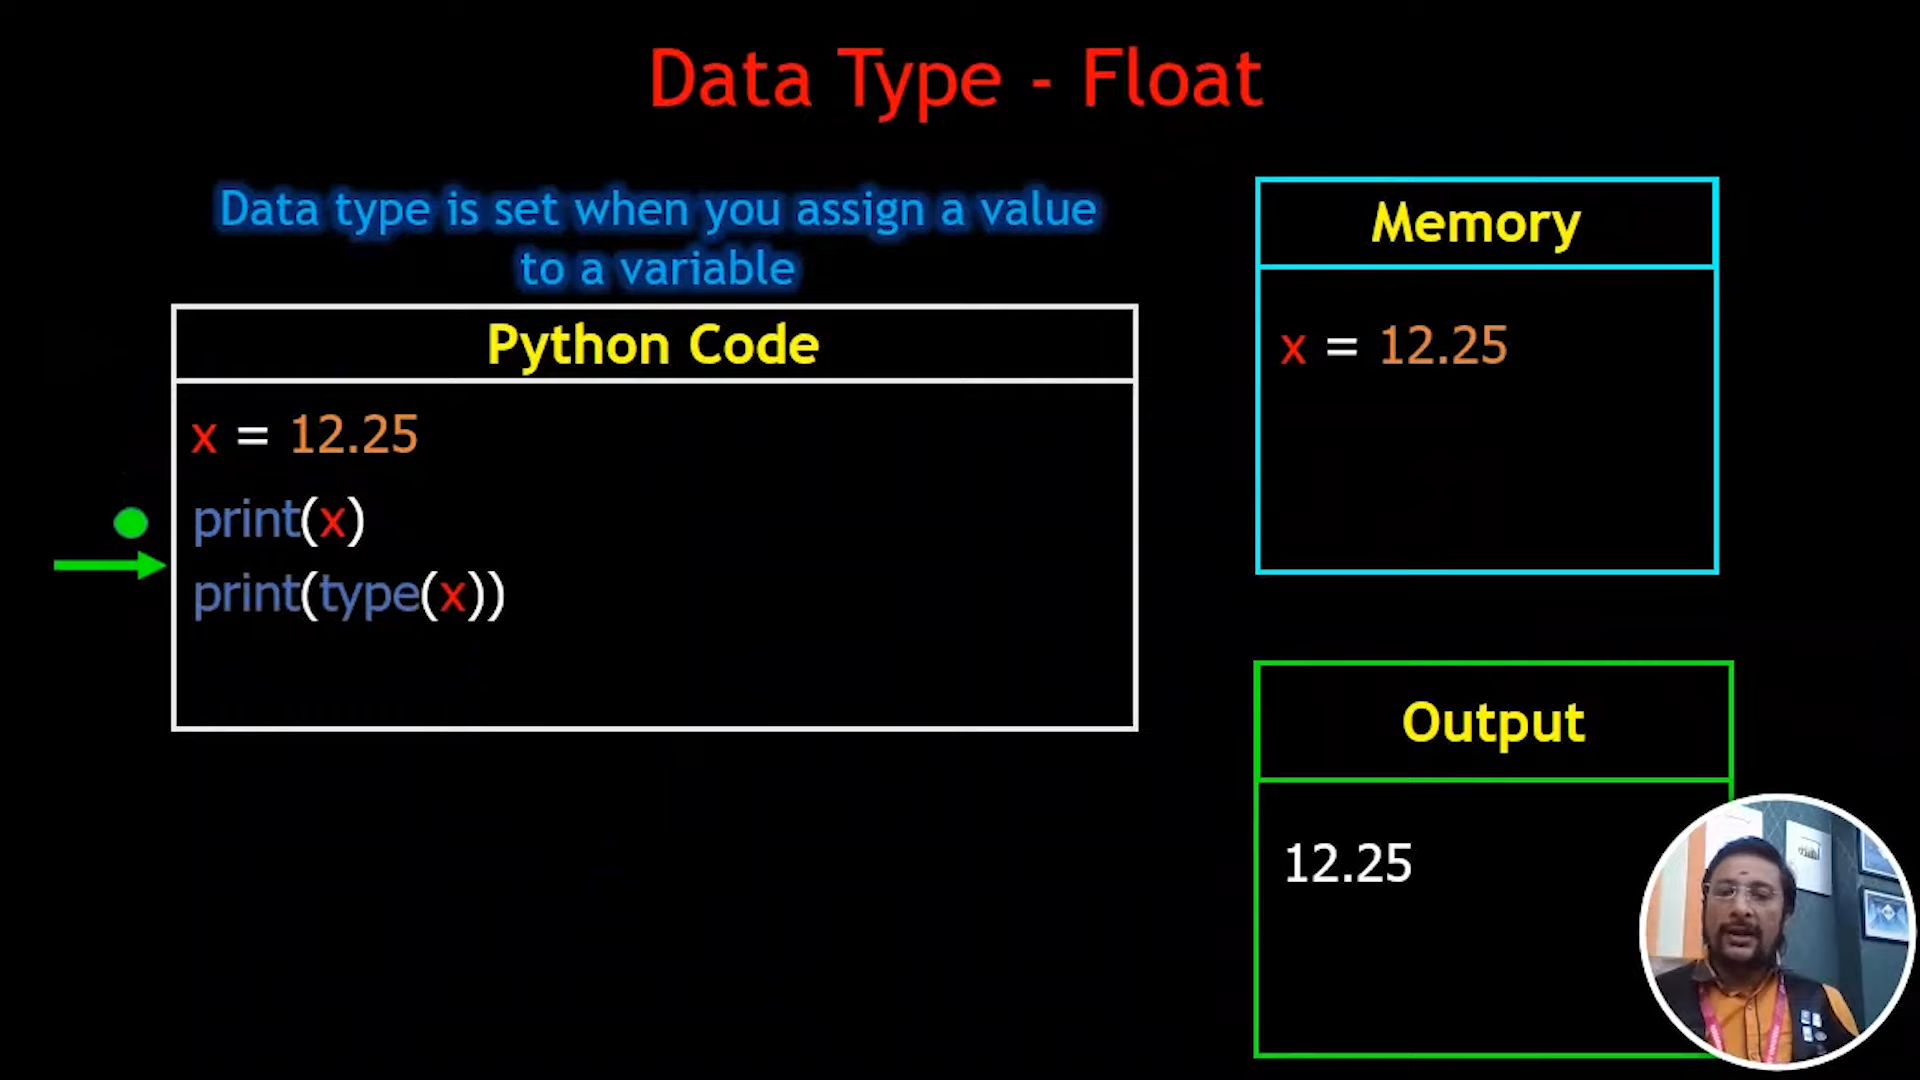 Data Type - Float
Data type is set when you assign a value
to a variable
Python Code
x = 12.25
print(x)
print(type(x))
Memory
x = 12.25
Output
12.25